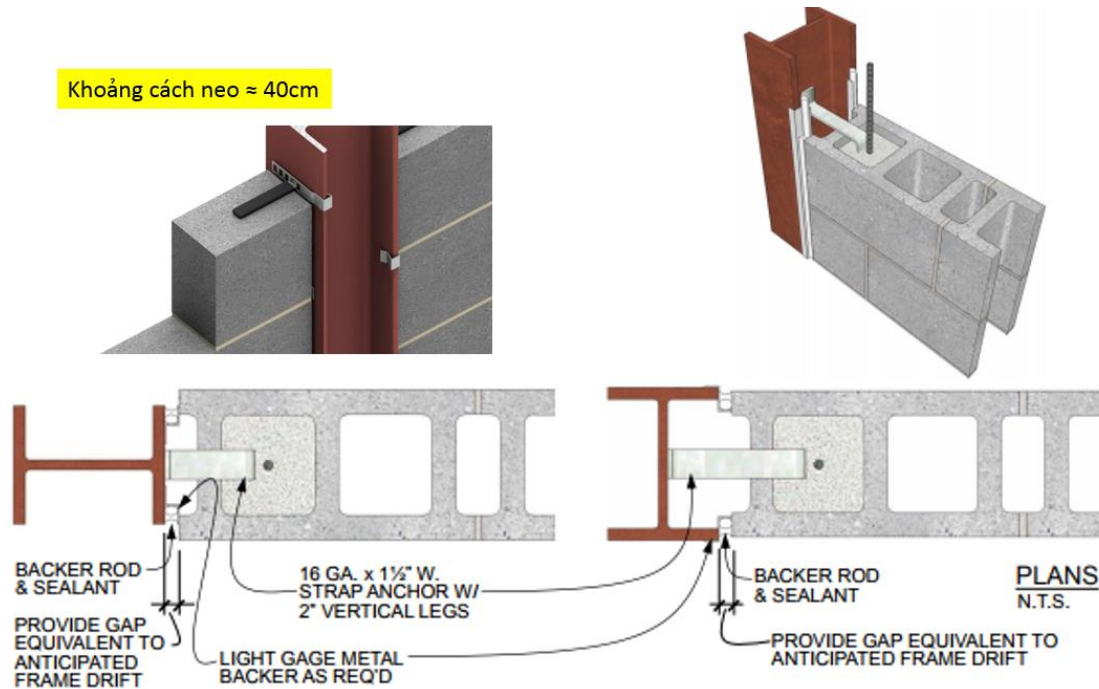 Khoảng cách neo ≈ 40cm
BACKER ROD
& SEALANT
PROVIDE GAP
EQUIVALENT TO
ANTICIPATED
FRAME DRIFT
16 GA. x 1½" W.
STRAP ANCHOR W/
2" VERTICAL LEGS
LIGHT GAGE METAL
BACKER AS REQ'D
BACKER ROD
& SEALANT
PROVIDE GAP EQUIVALENT TO
ANTICIPATED FRAME DRIFT
PLANS
N.T.S.